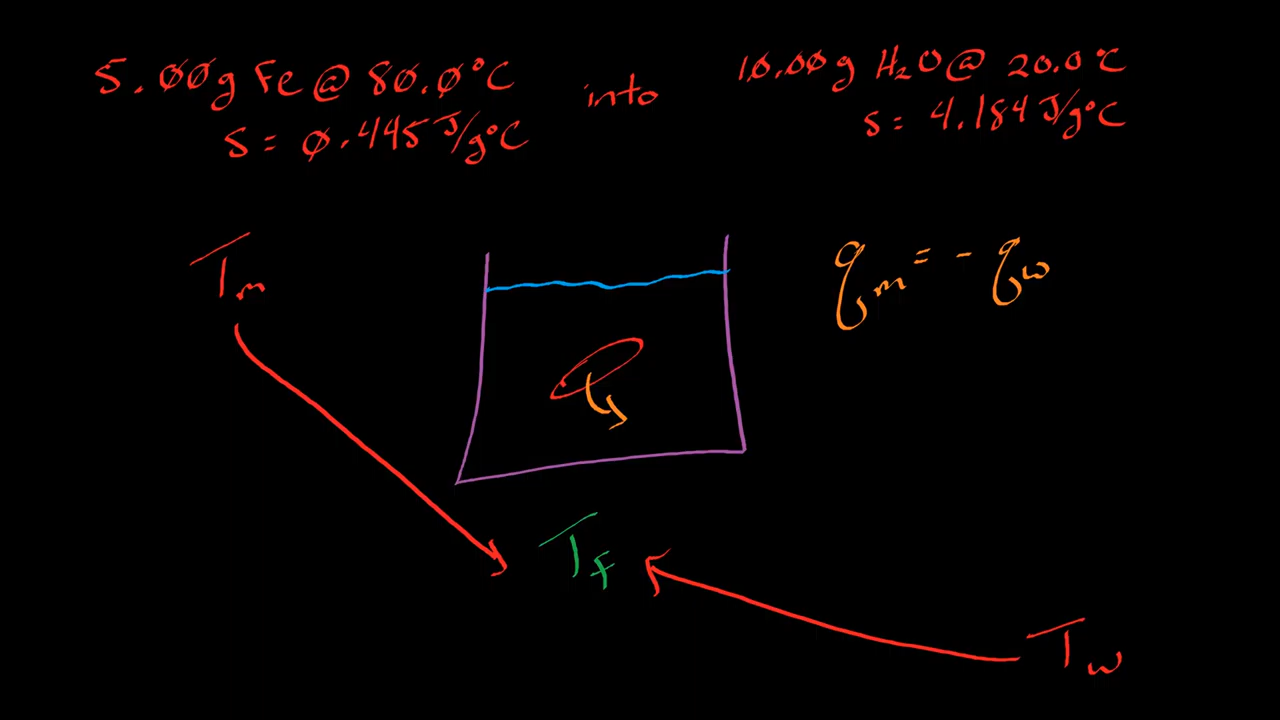 5.00g Fe @ 80.0°C into 10.00g H₂O @ 20.0°C
s = 0.445 J/g°C s = 4.184 J/g°C
Tm
qm = - qw
Tf
Tw